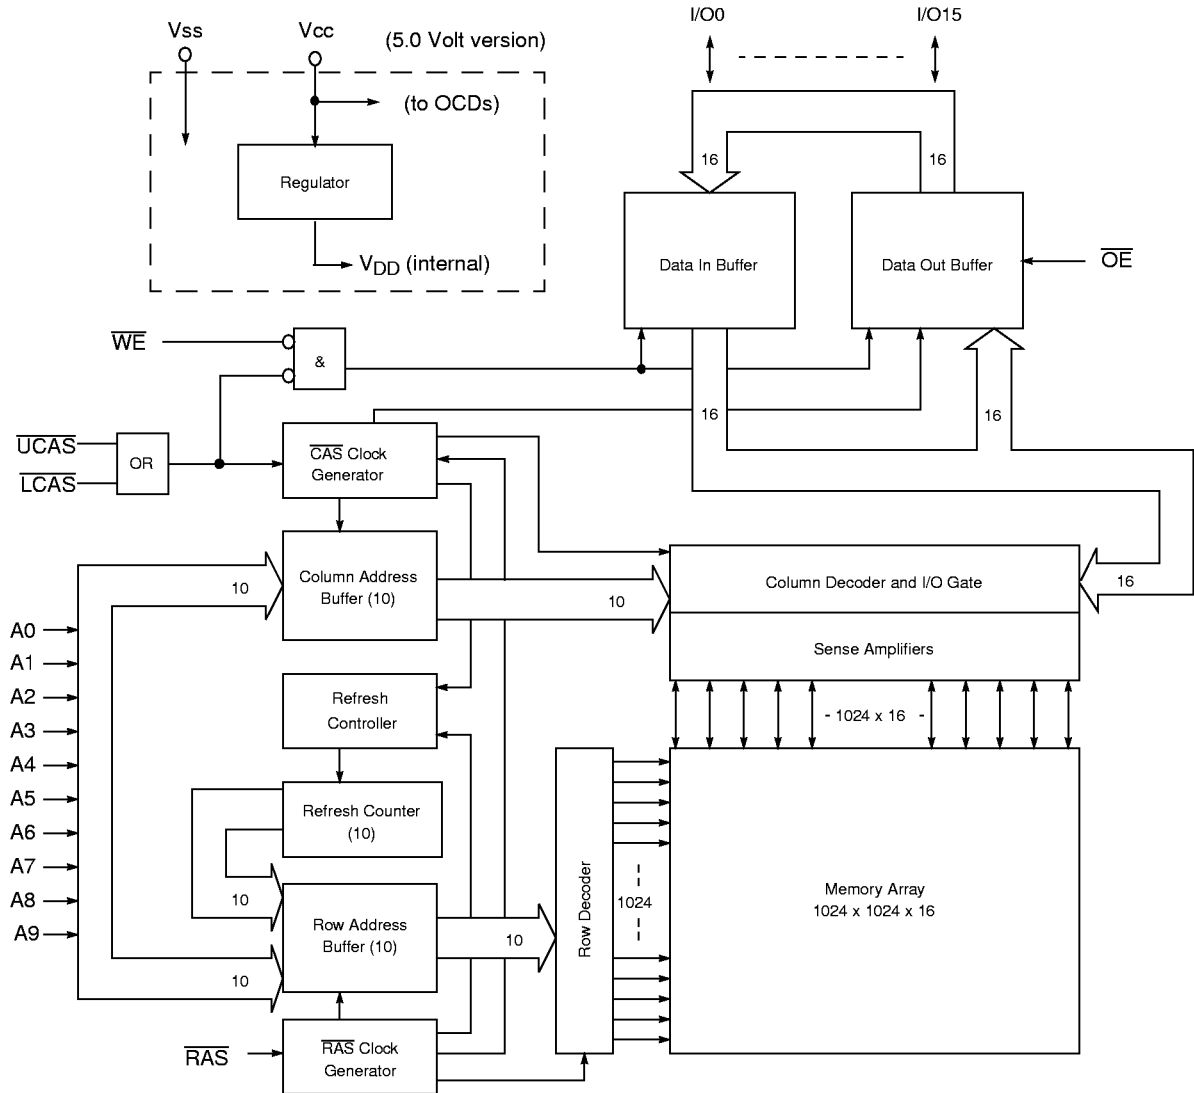 Vss
Vcc
(5.0 Volt version)
(to OCDs)
Regulator
VDD (internal)
I/O0
I/O15
16
16
Data In Buffer
Data Out Buffer
OE
WE
&
UCAS
LCAS
OR
CAS Clock
Generator
16
16
Column Address
Buffer (10)
10
10
Column Decoder and I/O Gate
16
Sense Amplifiers
- 1024 x 16 -
A0
A1
A2
A3
A4
A5
A6
A7
A8
A9
Refresh
Controller
Refresh Counter
(10)
10
Row Address
Buffer (10)
10
10
Row Decoder
1024
Memory Array
1024 x 1024 x 16
RAS
RAS Clock
Generator